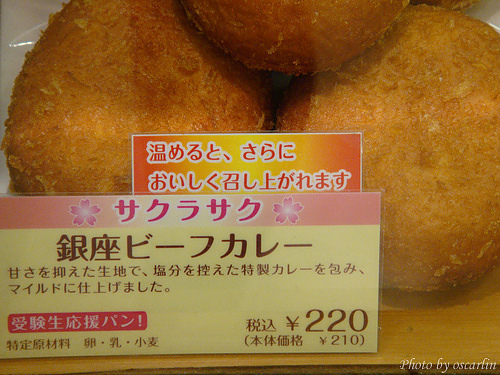 温めると、さらに
おいしく召し上がれます
サクラサク
銀座ビーフカレー
甘さを抑えた生地で、塩分を控えた特製カレーを包み、
マイルドに仕上げました。
受験生応援パン!
税込 ¥220
特定原材料 卵・乳・小麦
(本体価格 ¥210)
Photo by oscarlin